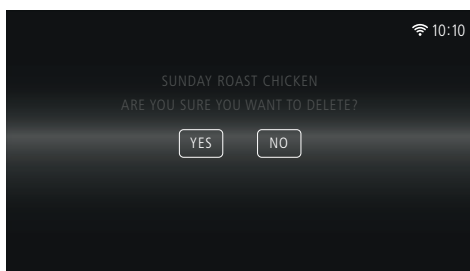 10:10
SUNDAY ROAST CHICKEN
ARE YOU SURE YOU WANT TO DELETE?
YES NO